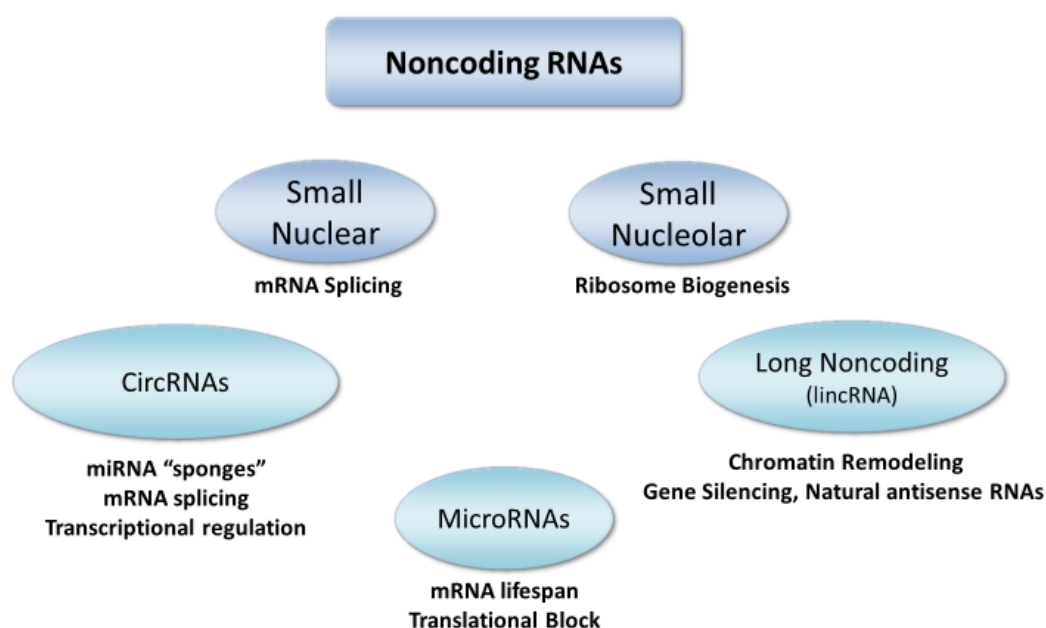 Noncoding RNAs
Small
Nuclear
mRNA Splicing
Small
Nucleolar
Ribosome Biogenesis
CircRNAs
miRNA “sponges”
mRNA splicing
Transcriptional regulation
Long Noncoding
(lincRNA)
Chromatin Remodeling
Gene Silencing, Natural antisense RNAs
MicroRNAs
mRNA lifespan
Translational Block